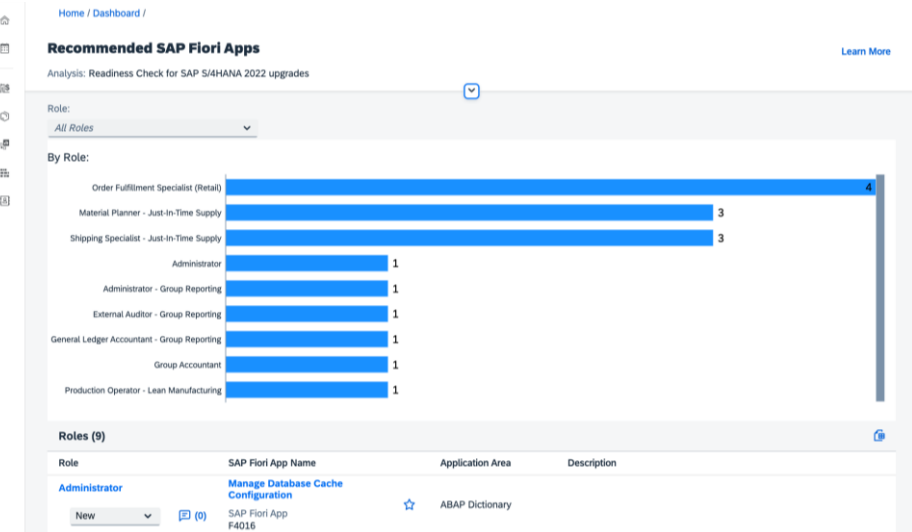 Home / Dashboard /
Recommended SAP Fiori Apps
Learn More
Analysis: Readiness Check for SAP S/4HANA 2022 upgrades
Role:
All Roles
By Role:
Order Fulfillment Specialist (Retail) 4
Material Planner - Just-In-Time Supply 3
Shipping Specialist - Just-In-Time Supply 3
Administrator 1
Administrator - Group Reporting 1
External Auditor - Group Reporting 1
General Ledger Accountant - Group Reporting 1
Group Accountant 1
Production Operator - Lean Manufacturing 1
Roles (9)
Role SAP Fiori App Name Application Area Description
Administrator
Manage Database Cache
Configuration
New (0)
SAP Fiori App
F4016
ABAP Dictionary